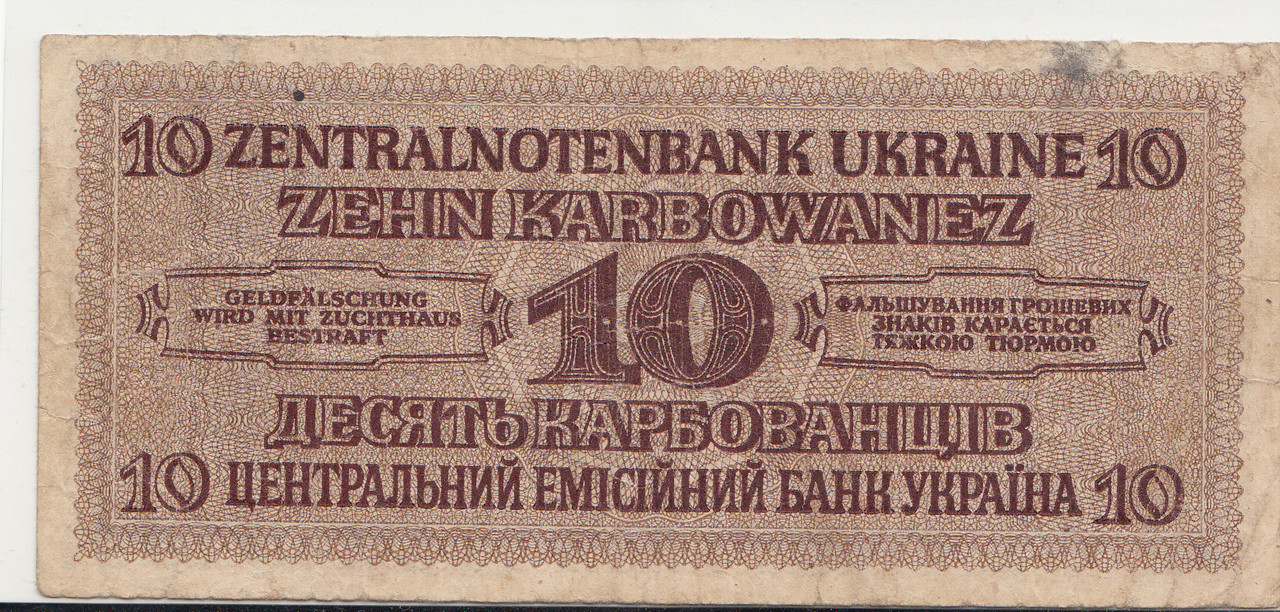 10 ZENTRALNOTENBANK UKRAINE 10
ZEHN KARBOWANEZ
GELDFÄLSCHUNG
WIRD MIT ZUCHTHAUS
BESTRAFT
10
ФАЛЬШУВАННЯ ГРОШЕВИХ
ЗНАКІВ КАРАЄТЬСЯ
ТЯЖКОЮ ТЮРМОЮ
ДЕСЯТЬ КАРБОВАНЦІВ
10 ЦЕНТРАЛЬНИЙ ЕМІСІЙНИЙ БАНК УКРАЇНА 10